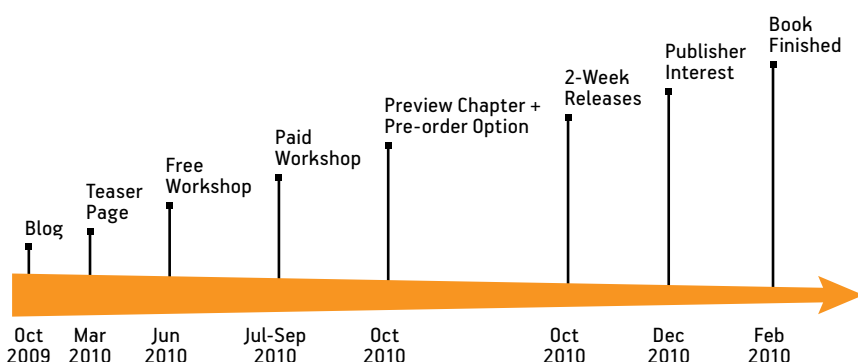 Blog
Teaser
Page
Free
Workshop
Paid
Workshop
Preview Chapter +
Pre-order Option
2-Week
Releases
Publisher
Interest
Book
Finished
Oct
2009
Mar
2010
Jun
2010
Jul-Sep
2010
Oct
2010
Oct
2010
Dec
2010
Feb
2010